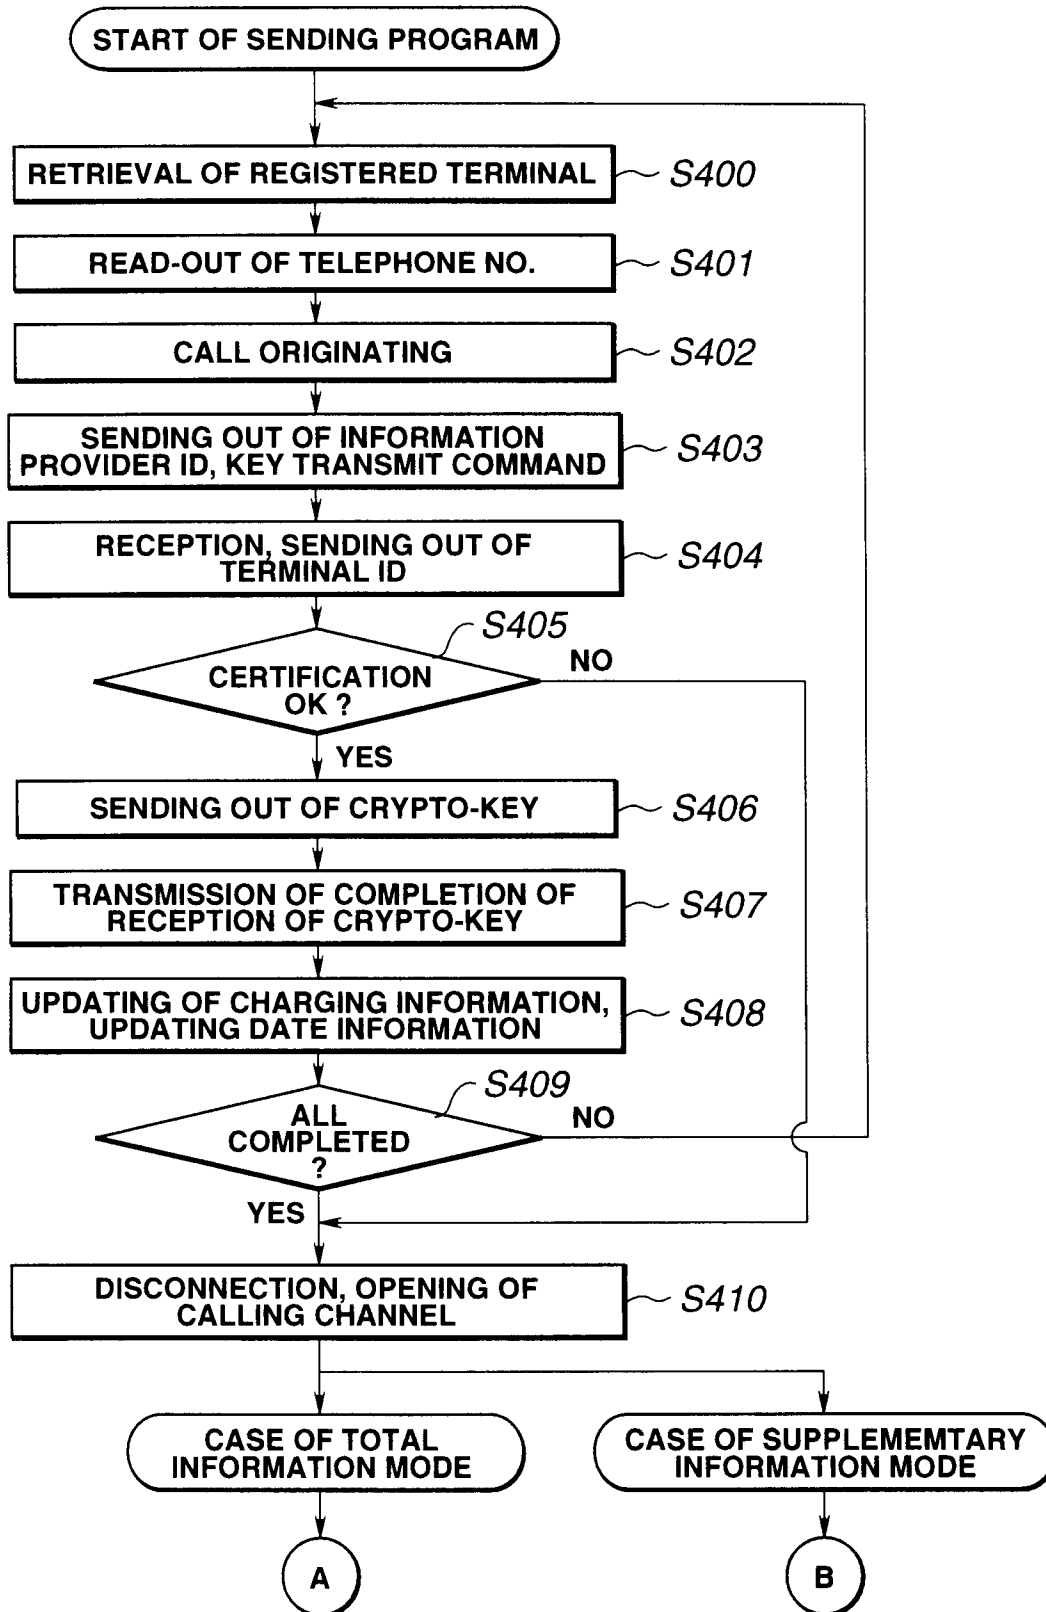 START OF SENDING PROGRAM
RETRIEVAL OF REGISTERED TERMINAL
S400
READ-OUT OF TELEPHONE NO.
S401
CALL ORIGINATING
S402
SENDING OUT OF INFORMATION
PROVIDER ID, KEY TRANSMIT COMMAND
S403
RECEPTION, SENDING OUT OF
TERMINAL ID
S404
S405
CERTIFICATION
OK ?
NO
YES
SENDING OUT OF CRYPTO-KEY
S406
TRANSMISSION OF COMPLETION OF
RECEPTION OF CRYPTO-KEY
S407
UPDATING OF CHARGING INFORMATION,
UPDATING DATE INFORMATION
S408
S409
ALL
COMPLETED
?
NO
YES
DISCONNECTION, OPENING OF
CALLING CHANNEL
S410
CASE OF TOTAL
INFORMATION MODE
CASE OF SUPPLEMEMTARY
INFORMATION MODE
A
B